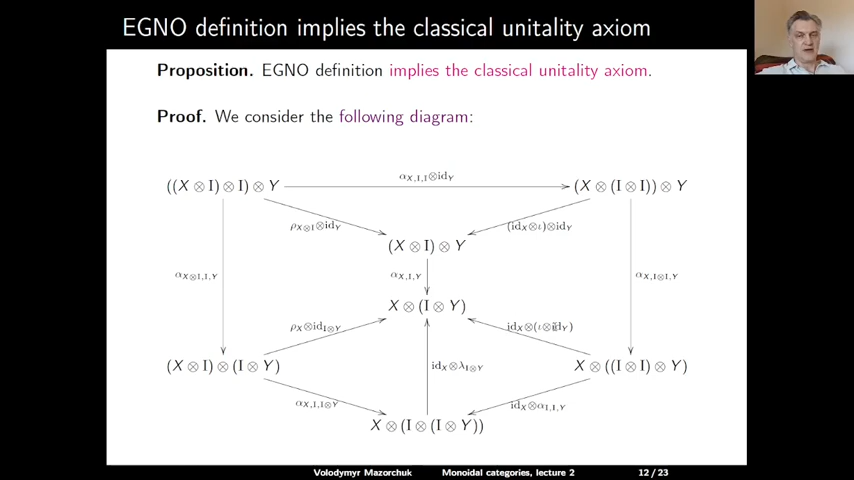 EGNO definition implies the classical unitality axiom
Proposition. EGNO definition implies the classical unitality axiom.
Proof. We consider the following diagram:
((X ⊗ I) ⊗ I) ⊗ Y
α_{X,I,I}⊗id_Y
(X ⊗ (I ⊗ I)) ⊗ Y
ρ_{X⊗I}⊗id_Y
(id_X⊗ι)⊗id_Y
(X ⊗ I) ⊗ Y
α_{X⊗I,I,Y}
α_{X,I,Y}
α_{X,I⊗I,Y}
X ⊗ (I ⊗ Y)
ρ_X⊗id_{I⊗Y}
id_X⊗(ι⊗id_Y)
(X ⊗ I) ⊗ (I ⊗ Y)
id_X⊗λ_{I⊗Y}
X ⊗ ((I ⊗ I) ⊗ Y)
α_{X,I,I⊗Y}
id_X⊗α_{I,I,Y}
X ⊗ (I ⊗ (I ⊗ Y))
Volodymyr Mazorchuk Monoidal categories, lecture 2 12 / 23